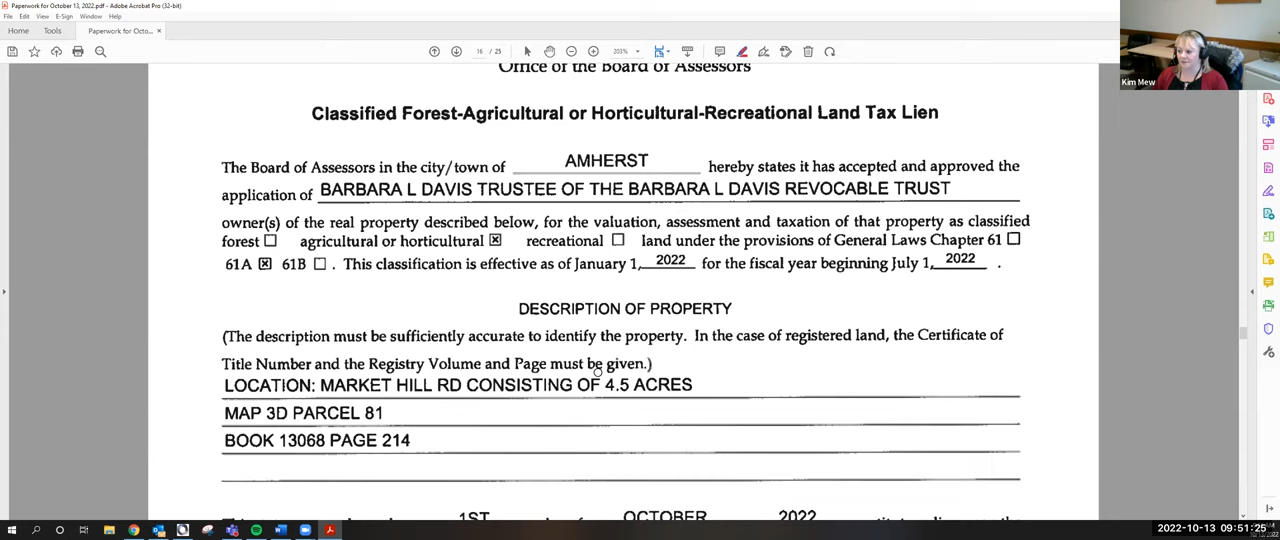 Paperwork for October 13, 2022.pdf - Adobe Acrobat Pro (32-bit)
File Edit View E-Sign Window Help
Home Tools Paperwork for Octo... ×
16 / 25 203%
Kim Mew
Office of the Board of Assessors
Classified Forest-Agricultural or Horticultural-Recreational Land Tax Lien
The Board of Assessors in the city/town of AMHERST hereby states it has accepted and approved the
application of BARBARA L DAVIS TRUSTEE OF THE BARBARA L DAVIS REVOCABLE TRUST
owner(s) of the real property described below, for the valuation, assessment and taxation of that property as classified
forest ☐ agricultural or horticultural ☒ recreational ☐ land under the provisions of General Laws Chapter 61 ☐
61A ☒ 61B ☐ . This classification is effective as of January 1, 2022 for the fiscal year beginning July 1, 2022 .
DESCRIPTION OF PROPERTY
(The description must be sufficiently accurate to identify the property. In the case of registered land, the Certificate of
Title Number and the Registry Volume and Page must be given.)
LOCATION: MARKET HILL RD CONSISTING OF 4.5 ACRES
MAP 3D PARCEL 81
BOOK 13068 PAGE 214
1ST OCTOBER 2022
2022-10-13 09:51:25